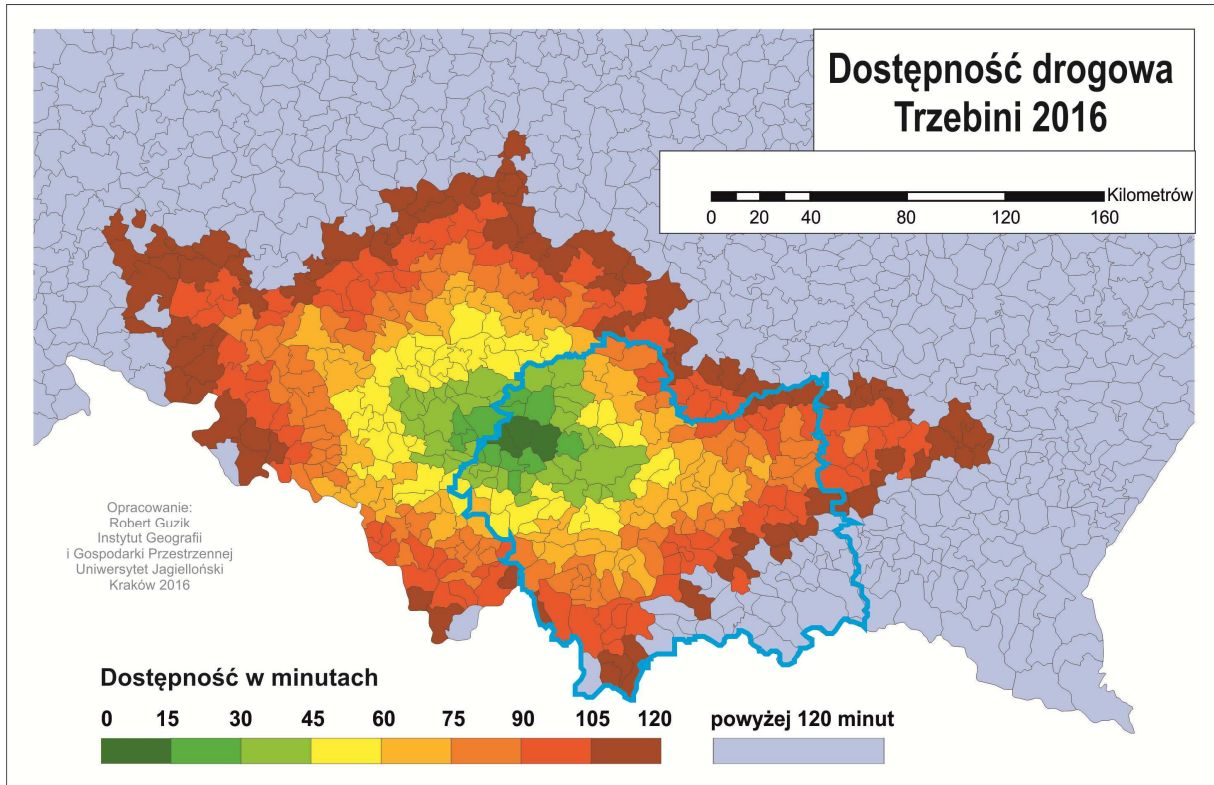 Dostępność drogowa
Trzebini 2016
Kilometrów
0 20 40 80 120 160
Opracowanie:
Robert Guzik
Instytut Geografii
i Gospodarki Przestrzennej
Uniwersytet Jagielloński
Kraków 2016
Dostępność w minutach
0 15 30 45 60 75 90 105 120
powyżej 120 minut